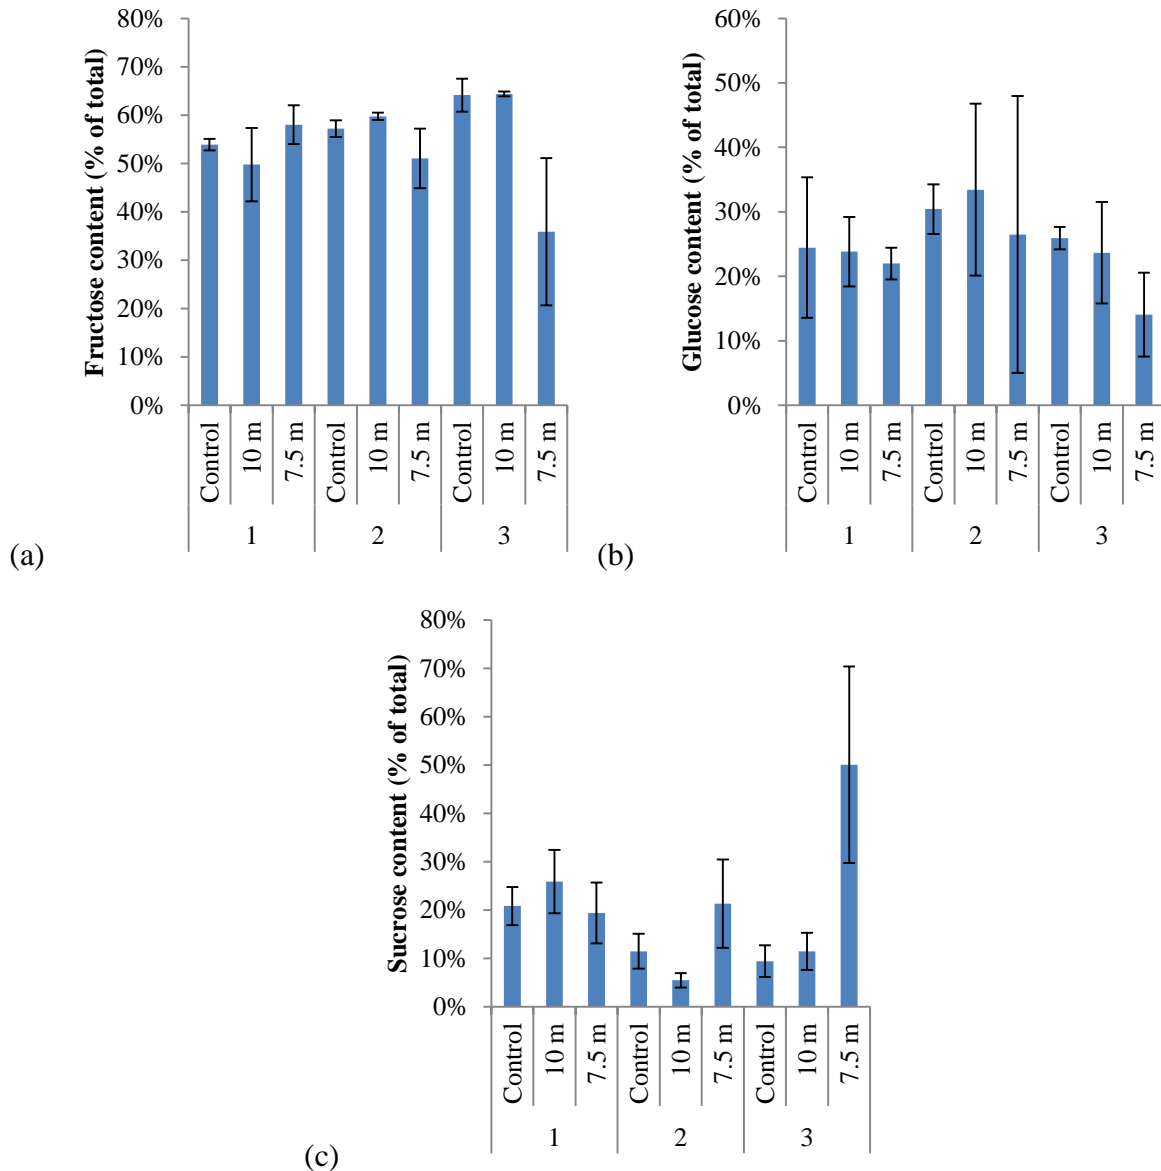 Fructose content (% of total)
80%
70%
60%
50%
40%
30%
20%
10%
0%
Control
10 m
7.5 m
Control
10 m
7.5 m
Control
10 m
7.5 m
1
2
3
(a)
Glucose content (% of total)
60%
50%
40%
30%
20%
10%
0%
Control
10 m
7.5 m
Control
10 m
7.5 m
Control
10 m
7.5 m
1
2
3
(b)
Sucrose content (% of total)
80%
70%
60%
50%
40%
30%
20%
10%
0%
Control
10 m
7.5 m
Control
10 m
7.5 m
Control
10 m
7.5 m
1
2
3
(c)